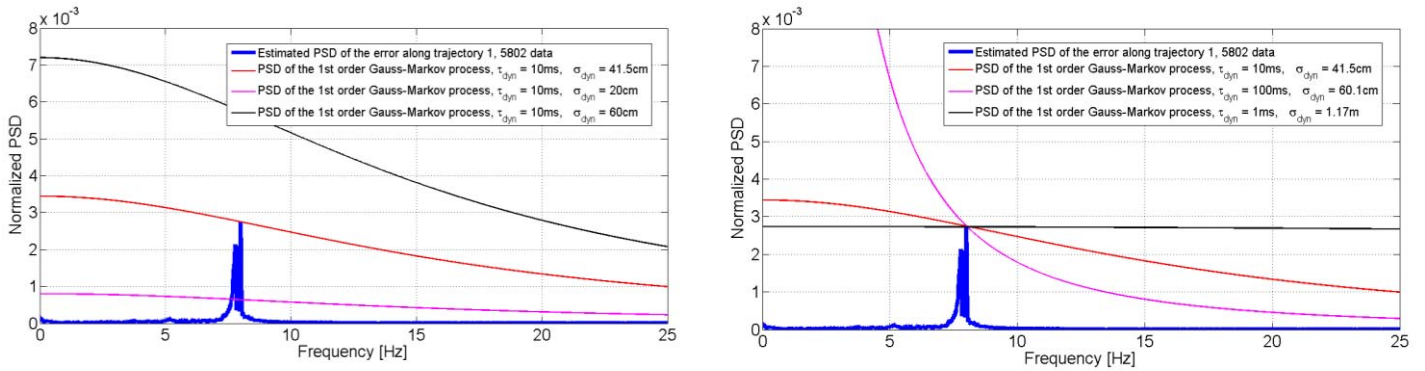 x 10⁻³
8
7
6
5
4
3
2
1
0
Normalized PSD
Estimated PSD of the error along trajectory 1, 5802 data
PSD of the 1st order Gauss-Markov process, τdyn = 10ms, σdyn = 41.5cm
PSD of the 1st order Gauss-Markov process, τdyn = 10ms, σdyn = 20cm
PSD of the 1st order Gauss-Markov process, τdyn = 10ms, σdyn = 60cm
0 5 10 15 20 25
Frequency [Hz]
x 10⁻³
8
7
6
5
4
3
2
1
0
Normalized PSD
Estimated PSD of the error along trajectory 1, 5802 data
PSD of the 1st order Gauss-Markov process, τdyn = 10ms, σdyn = 41.5cm
PSD of the 1st order Gauss-Markov process, τdyn = 100ms, σdyn = 60.1cm
PSD of the 1st order Gauss-Markov process, τdyn = 1ms, σdyn = 1.17m
0 5 10 15 20 25
Frequency [Hz]